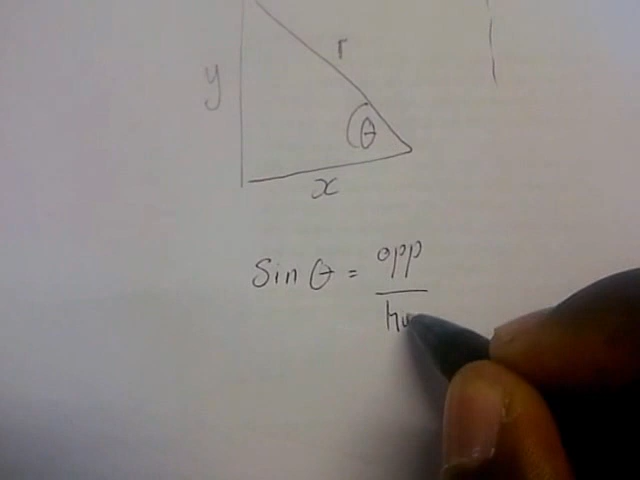 r
y
θ
x
Sin θ = opp
hy